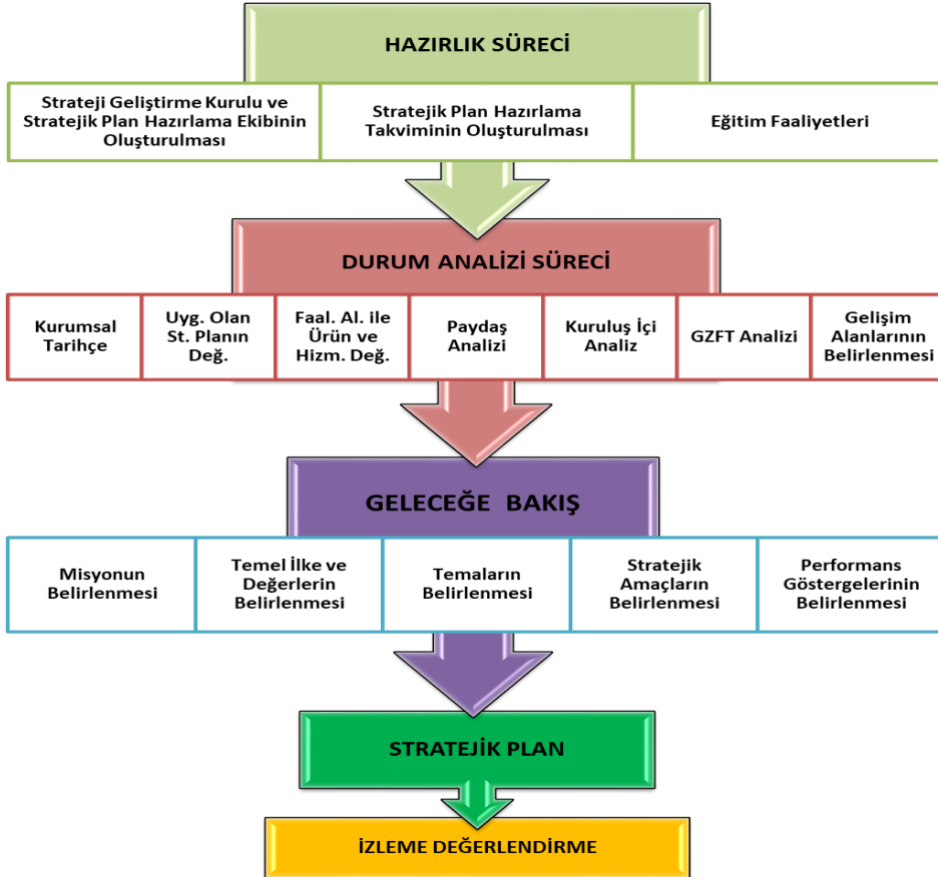 HAZIRLIK SÜRECİ
Strateji Geliştirme Kurulu ve
Stratejik Plan Hazırlama Ekibinin
Oluşturulması
Stratejik Plan Hazırlama
Takviminin Oluşturulması
Eğitim Faaliyetleri
DURUM ANALİZİ SÜRECİ
Kurumsal
Tarihçe
Uyg. Olan
St. Planın
Değ.
Faal. Al. ile
Ürün ve
Hizm. Değ.
Paydaş
Analizi
Kuruluş İçi
Analiz
GZFT Analizi
Gelişim
Alanlarının
Belirlenmesi
GELECEĞE BAKIŞ
Misyonun
Belirlenmesi
Temel İlke ve
Değerlerin
Belirlenmesi
Temaların
Belirlenmesi
Stratejik
Amaçların
Belirlenmesi
Performans
Göstergelerinin
Belirlenmesi
STRATEJİK PLAN
İZLEME DEĞERLENDİRME